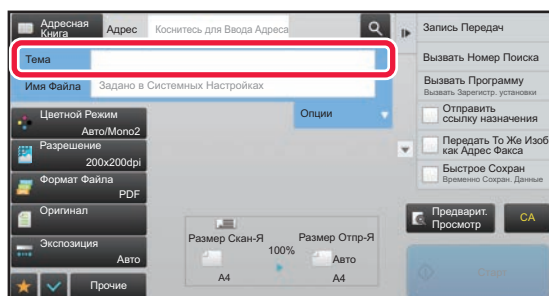 Адресная
Книга
Адрес
Коснитесь для Ввода Адреса
Тема
Имя Файла
Задано в Системных Настройках
Цветной Режим
Авто/Mono2
Опции
Разрешение
200x200dpi
Формат Файла
PDF
Оригинал
Экспозиция
Авто
Прочие
Размер Скан-Я
100%
Размер Отпр-Я
Авто
A4
A4
Запись Передач
Вызвать Номер Поиска
Вызвать Программу
Вызвать Зарегистр. установки
Отправить
ссылку назначения
Передать То Же Изоб
как Адрес Факса
Быстрое Сохран
Временно Сохран. Данные
Предварит.
Просмотр
CA